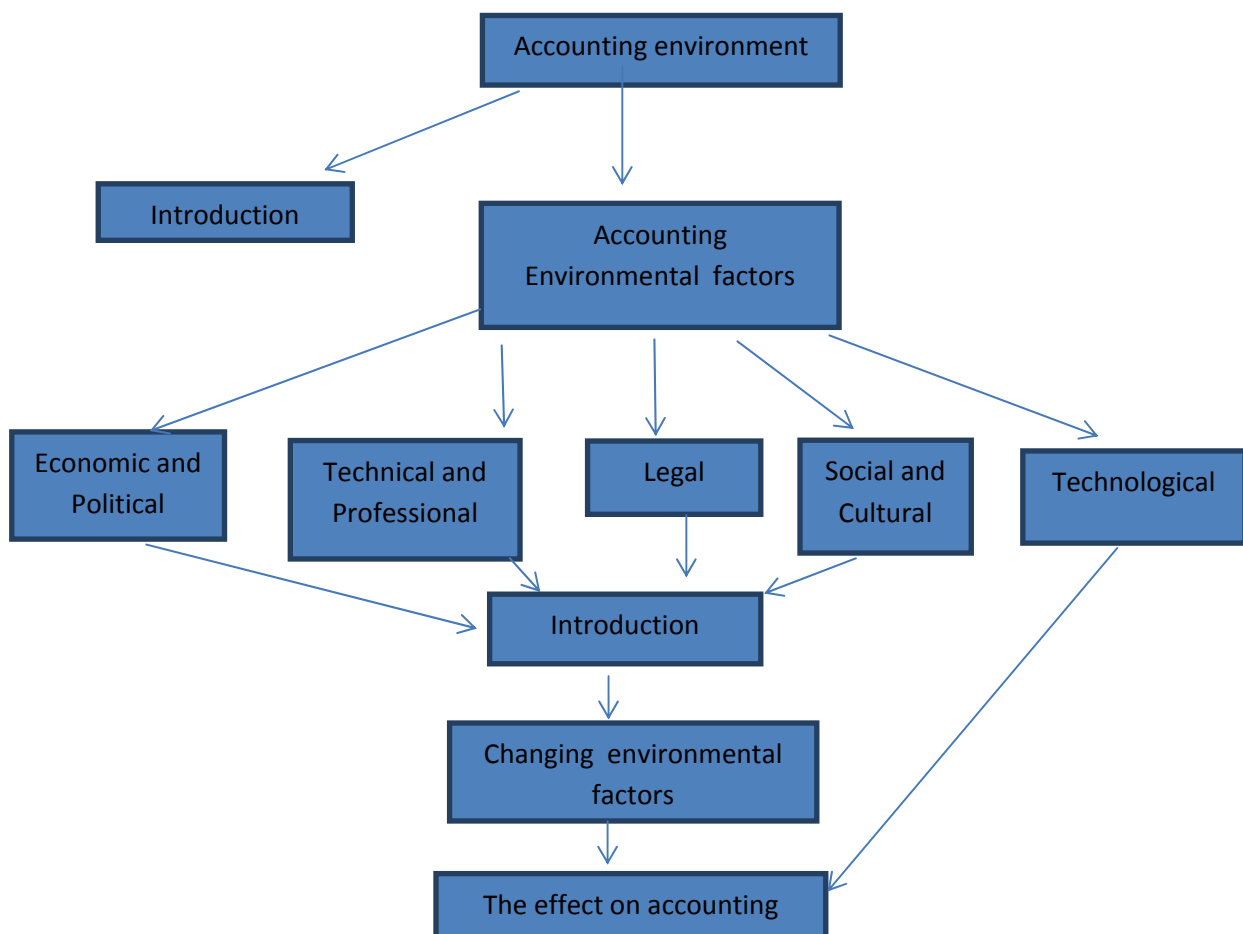 Accounting environment
Introduction
Accounting
Environmental factors
Economic and
Political
Technical and
Professional
Legal
Social and
Cultural
Technological
Introduction
Changing environmental
factors
The effect on accounting